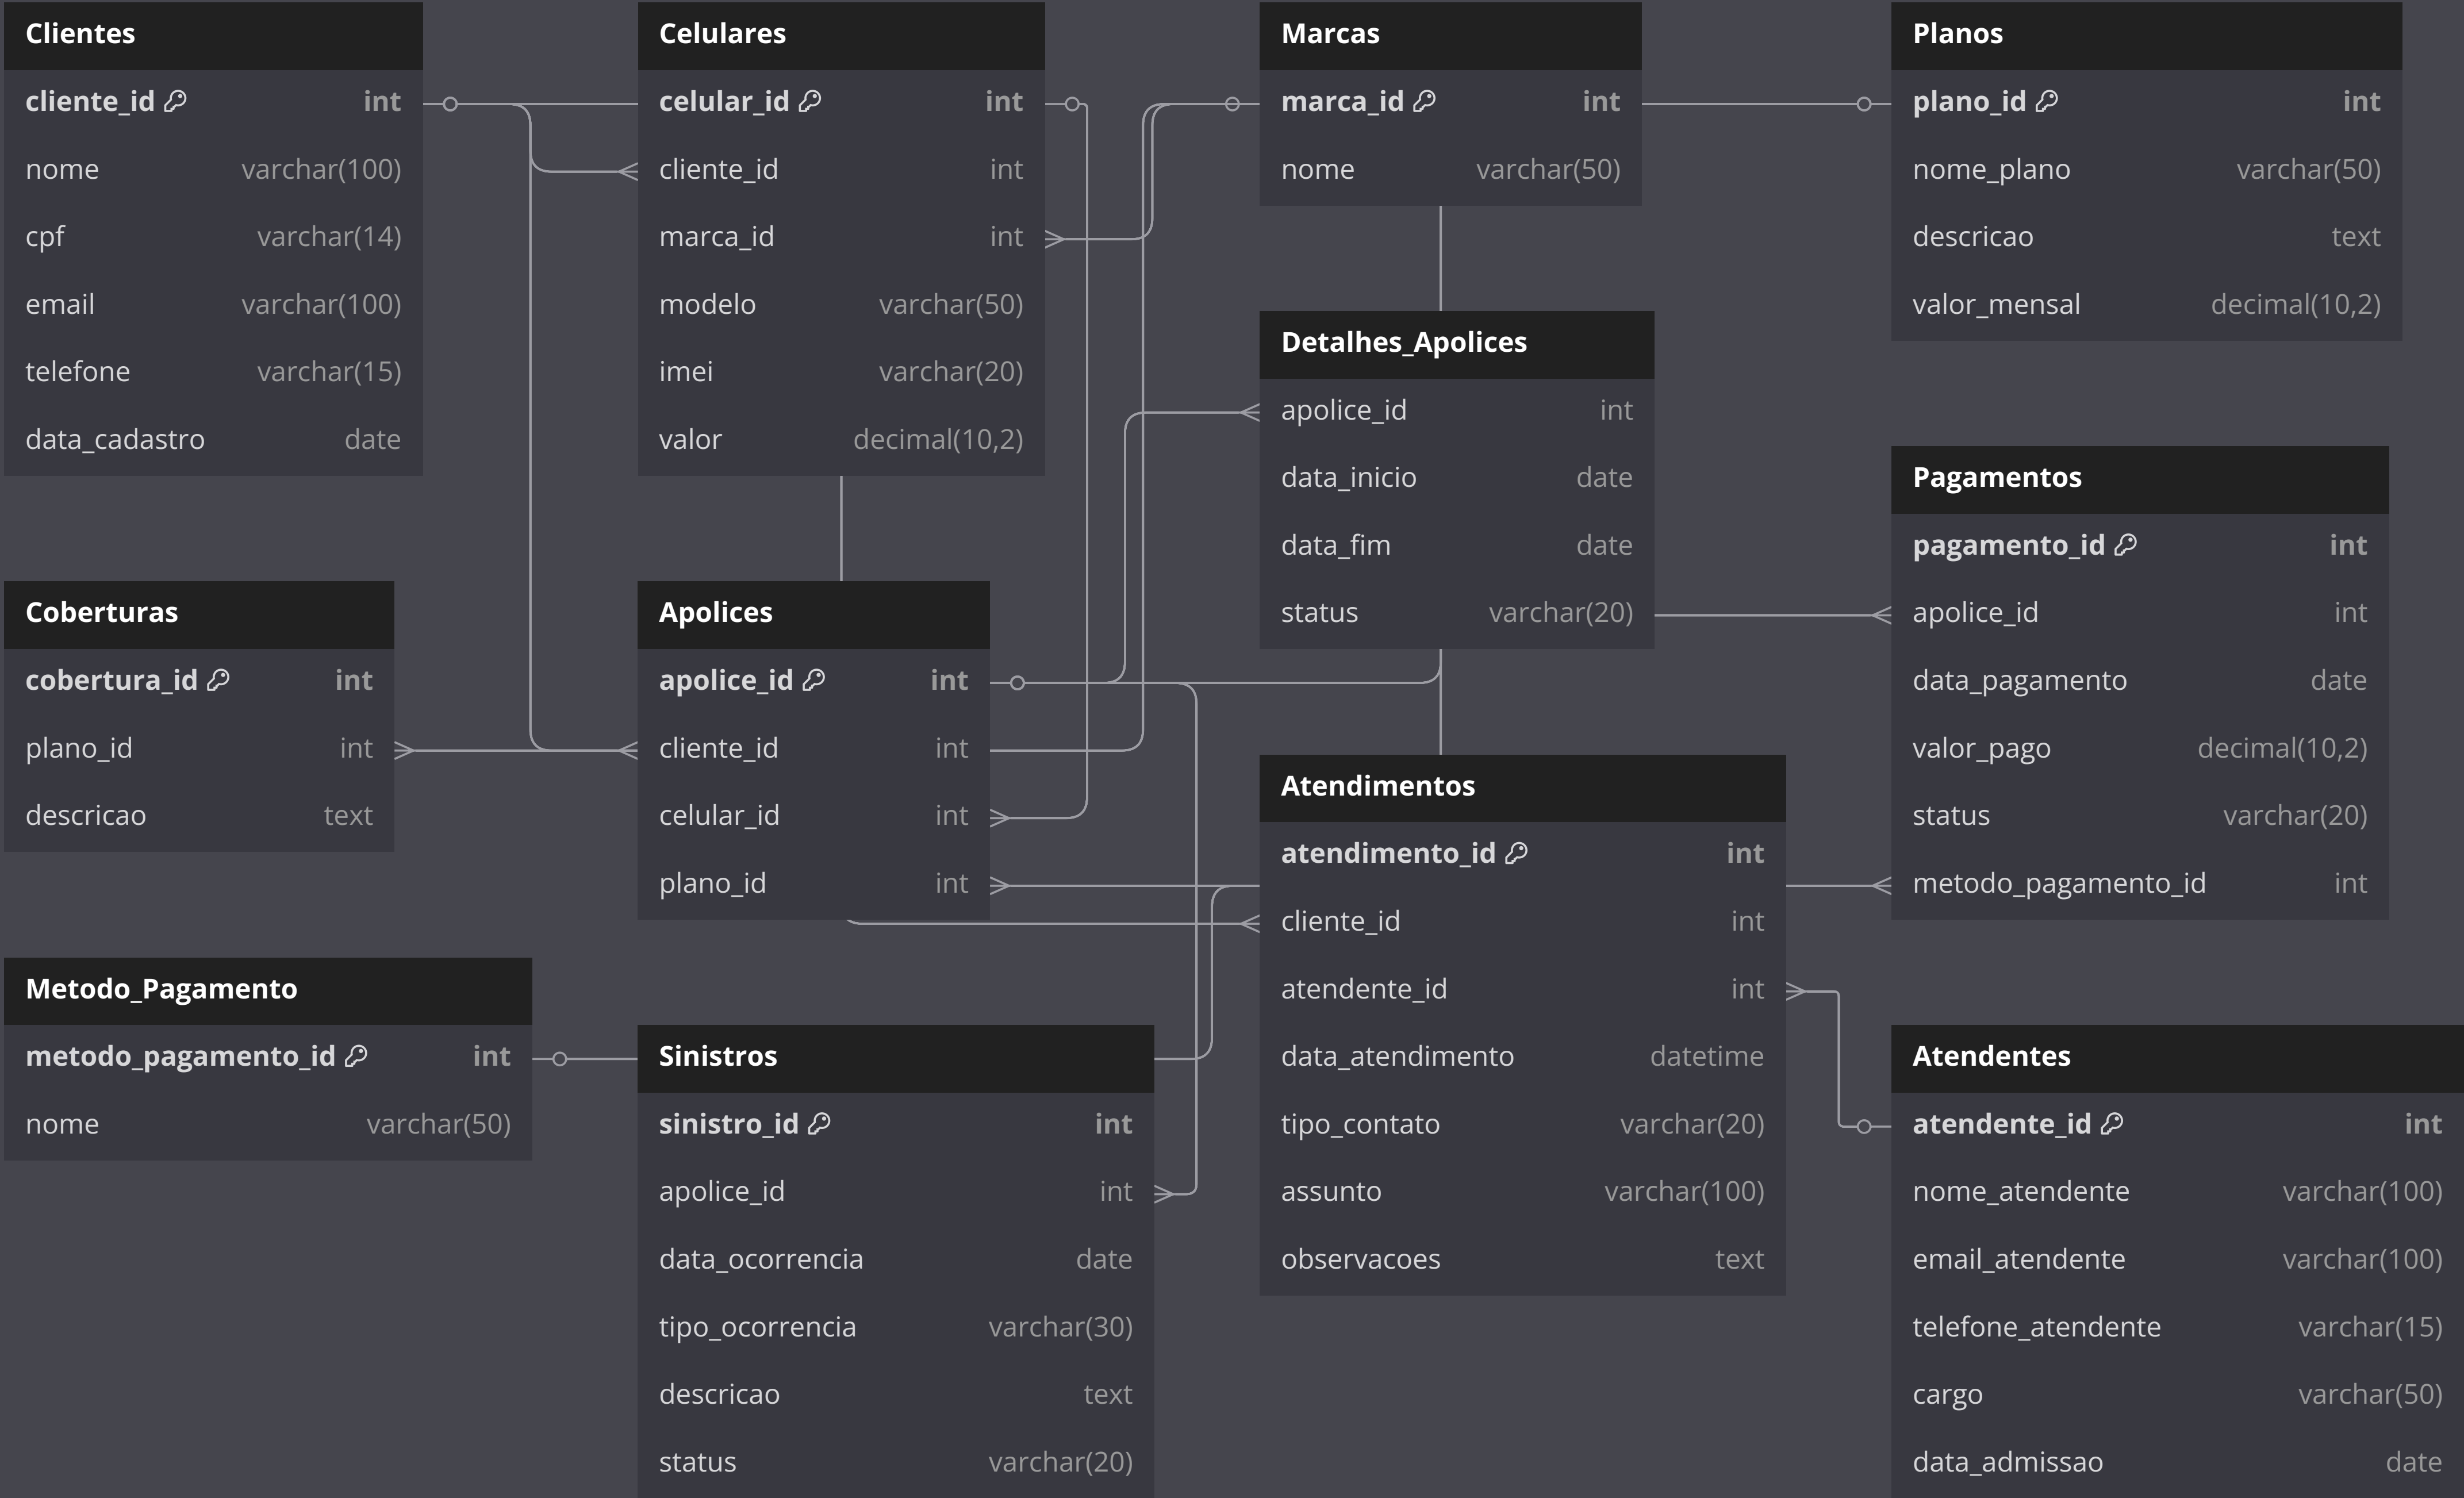 Clientes
cliente_id int
nome varchar(100)
cpf varchar(14)
email varchar(100)
telefone varchar(15)
data_cadastro date
Celulares
celular_id int
cliente_id int
marca_id int
modelo varchar(50)
imei varchar(20)
valor decimal(10,2)
Marcas
marca_id int
nome varchar(50)
Planos
plano_id int
nome_plano varchar(50)
descricao text
valor_mensal decimal(10,2)
Detalhes_Apolices
apolice_id int
data_inicio date
data_fim date
status varchar(20)
Pagamentos
pagamento_id int
apolice_id int
data_pagamento date
valor_pago decimal(10,2)
status varchar(20)
metodo_pagamento_id int
Coberturas
cobertura_id int
plano_id int
descricao text
Apolices
apolice_id int
cliente_id int
celular_id int
plano_id int
Atendimentos
atendimento_id int
cliente_id int
atendente_id int
data_atendimento datetime
tipo_contato varchar(20)
assunto varchar(100)
observacoes text
Metodo_Pagamento
metodo_pagamento_id int
nome varchar(50)
Sinistros
sinistro_id int
apolice_id int
data_ocorrencia date
tipo_ocorrencia varchar(30)
descricao text
status varchar(20)
Atendentes
atendente_id int
nome_atendente varchar(100)
email_atendente varchar(100)
telefone_atendente varchar(15)
cargo varchar(50)
data_admissao date